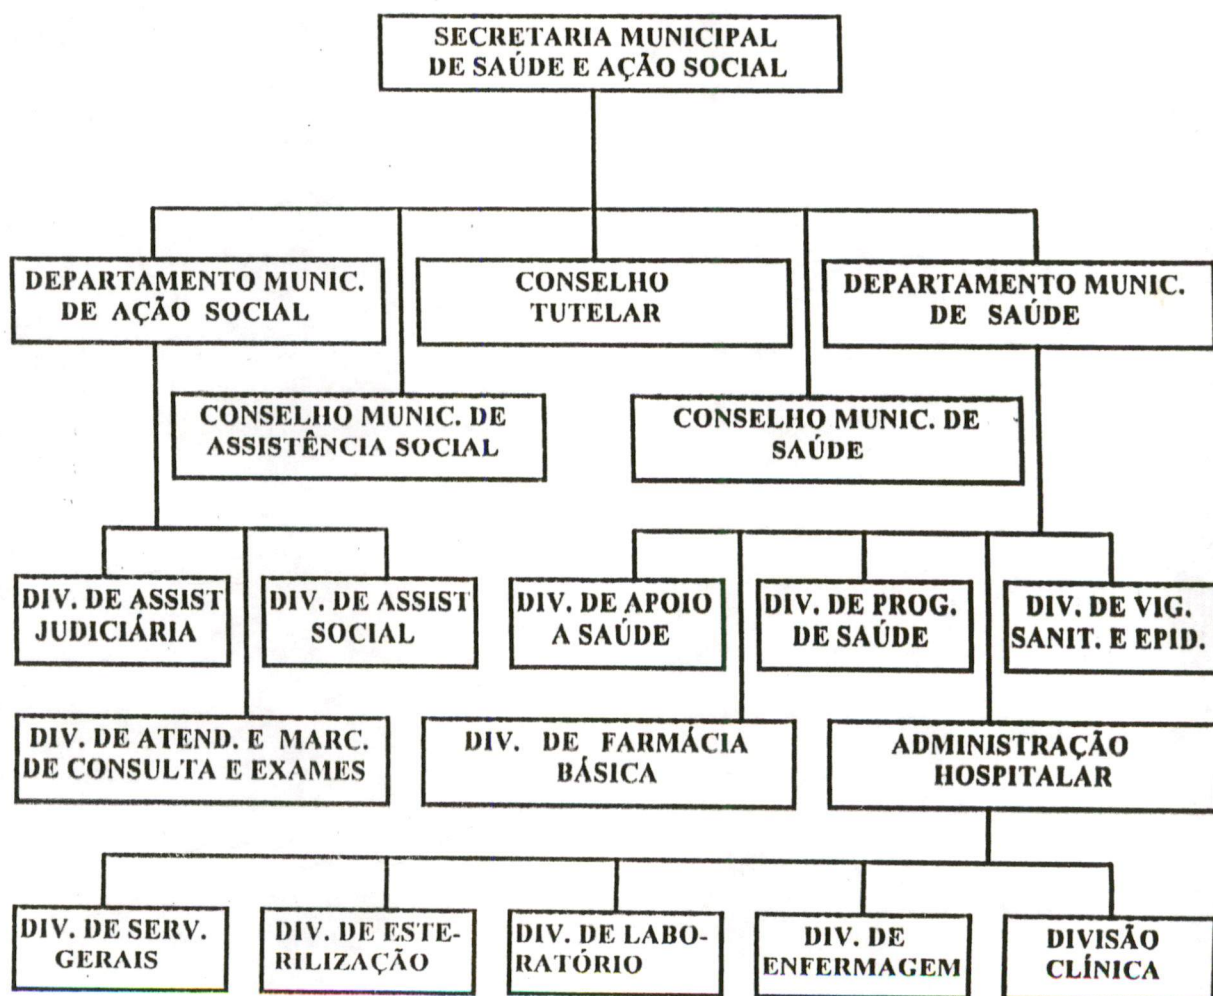 SECRETARIA MUNICIPAL
DE SAÚDE E AÇÃO SOCIAL
DEPARTAMENTO MUNIC.
DE AÇÃO SOCIAL
CONSELHO
TUTELAR
DEPARTAMENTO MUNIC.
DE SAÚDE
CONSELHO MUNIC. DE
ASSISTÊNCIA SOCIAL
CONSELHO MUNIC. DE
SAÚDE
DIV. DE ASSIST
JUDICIÁRIA
DIV. DE ASSIST
SOCIAL
DIV. DE APOIO
A SAÚDE
DIV. DE PROG.
DE SAÚDE
DIV. DE VIG.
SANIT. E EPID.
DIV. DE ATEND. E MARC.
DE CONSULTA E EXAMES
DIV. DE FARMÁCIA
BÁSICA
ADMINISTRAÇÃO
HOSPITALAR
DIV. DE SERV.
GERAIS
DIV. DE ESTE-
RILIZAÇÃO
DIV. DE LABO-
RATÓRIO
DIV. DE
ENFERMAGEM
DIVISÃO
CLÍNICA